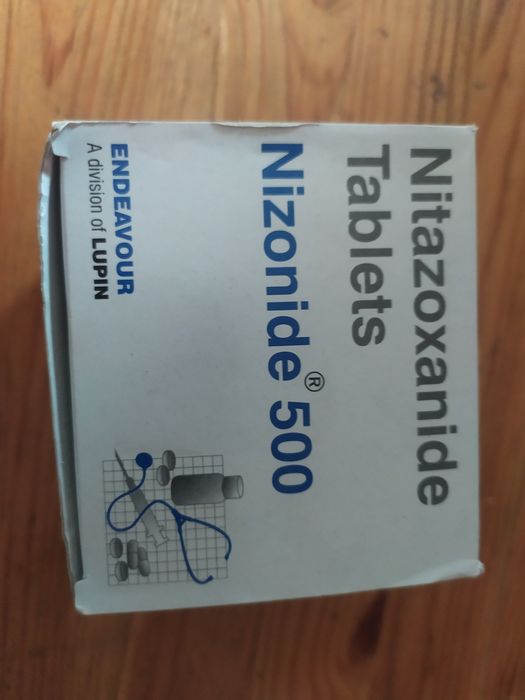 Nitazoxanide
Tablets
Nizonide® 500
ENDEAVOUR
A division of LUPIN